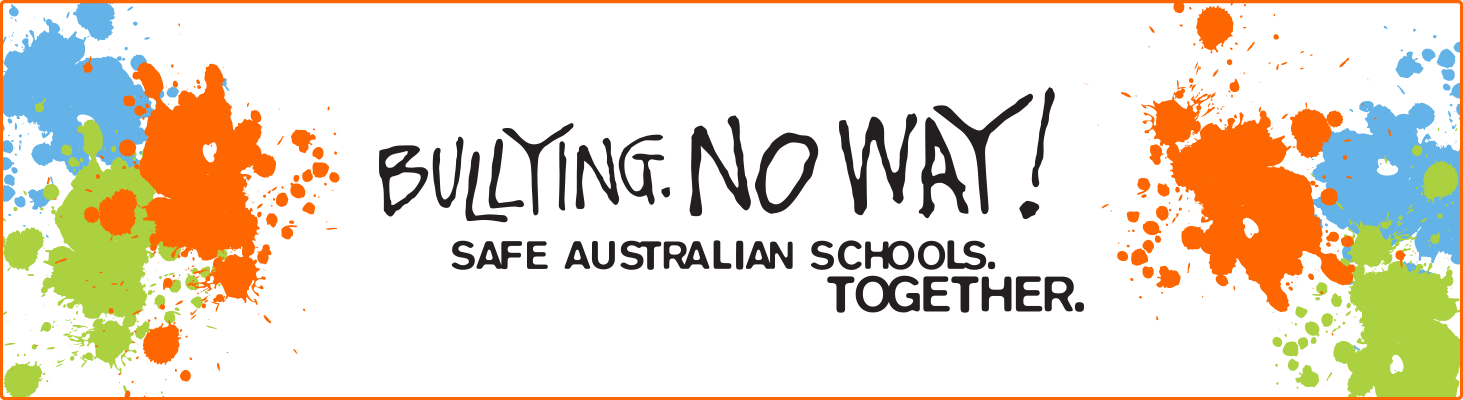 BULLYING. NO WAY!
SAFE AUSTRALIAN SCHOOLS.
TOGETHER.